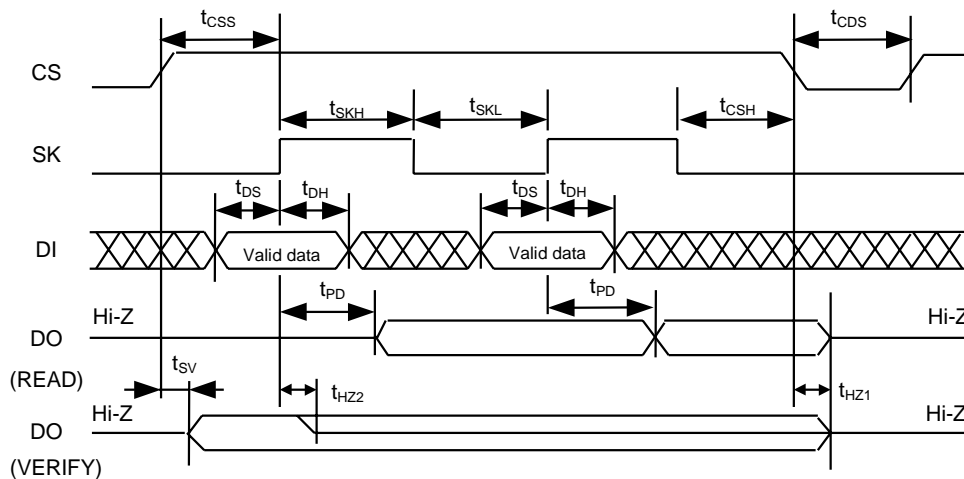 tCSS tCDS
CS
tSKH tSKL tCSH
SK
tDS tDH tDS tDH
DI Valid data Valid data
tPD tPD
Hi-Z Hi-Z
DO
(READ)
tSV tHZ2 tHZ1
Hi-Z Hi-Z
DO
(VERIFY)